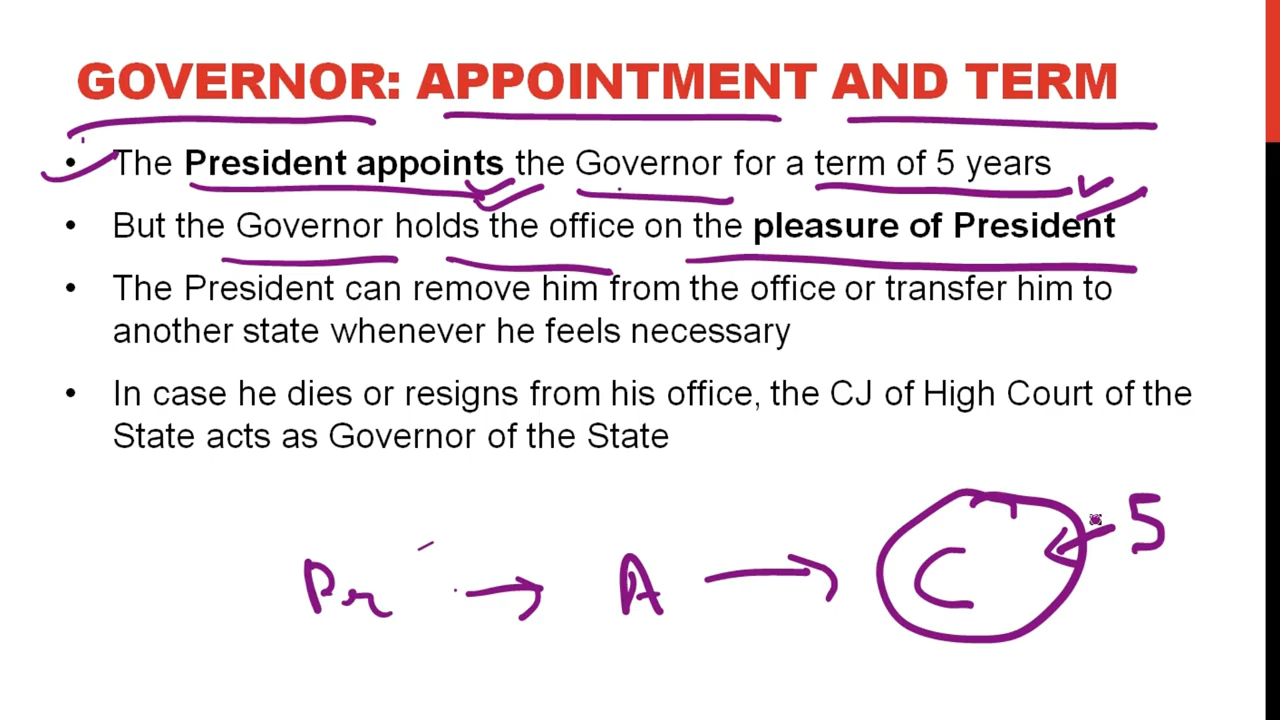 GOVERNOR: APPOINTMENT AND TERM
• The President appoints the Governor for a term of 5 years
• But the Governor holds the office on the pleasure of President
• The President can remove him from the office or transfer him to
another state whenever he feels necessary
• In case he dies or resigns from his office, the CJ of High Court of the
State acts as Governor of the State
Pr → A → C ← 5